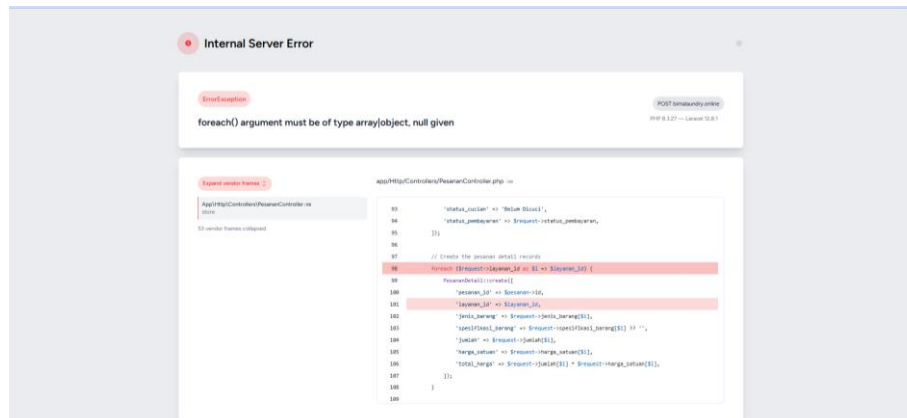 Internal Server Error
ErrorException
POST bimalaundry.online
foreach() argument must be of type array|object, null given
PHP 8.3.27 — Laravel 12.8.1
Expand vendor frames
app/Http/Controllers/PesananController.php :98
App\Http\Controllers\PesananController:98
store
53 vendor frames collapsed
93 'status_cucian' => 'Belum Dicuci',
94 'status_pembayaran' => $request->status_pembayaran,
95 ]);
96
97 // Create the pesanan detail records
98 foreach ($request->layanan_id as $i => $layanan_id) {
99 PesananDetail::create([
100 'pesanan_id' => $pesanan->id,
101 'layanan_id' => $layanan_id,
102 'jenis_barang' => $request->jenis_barang[$i],
103 'spesifikasi_barang' => $request->spesifikasi_barang[$i] ?? '',
104 'jumlah' => $request->jumlah[$i],
105 'harga_satuan' => $request->harga_satuan[$i],
106 'total_harga' => $request->jumlah[$i] * $request->harga_satuan[$i],
107 ]);
108 }
109